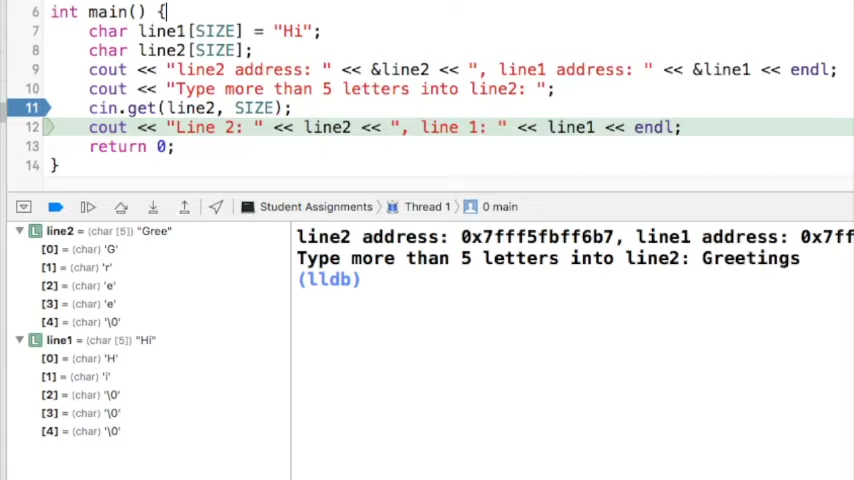 6 int main() {
7 char line1[SIZE] = "Hi";
8 char line2[SIZE];
9 cout << "line2 address: " << &line2 << ", line1 address: " << &line1 << endl;
10 cout << "Type more than 5 letters into line2: ";
11 cin.get(line2, SIZE);
12 cout << "Line 2: " << line2 << ", line 1: " << line1 << endl;
13 return 0;
14 }
Student Assignments Thread 1 0 main
L line2 = (char [5]) "Gree"
[0] = (char) 'G'
[1] = (char) 'r'
[2] = (char) 'e'
[3] = (char) 'e'
[4] = (char) '\0'
L line1 = (char [5]) "Hi"
[0] = (char) 'H'
[1] = (char) 'i'
[2] = (char) '\0'
[3] = (char) '\0'
[4] = (char) '\0'
line2 address: 0x7fff5fbff6b7, line1 address: 0x7ff
Type more than 5 letters into line2: Greetings
(lldb)